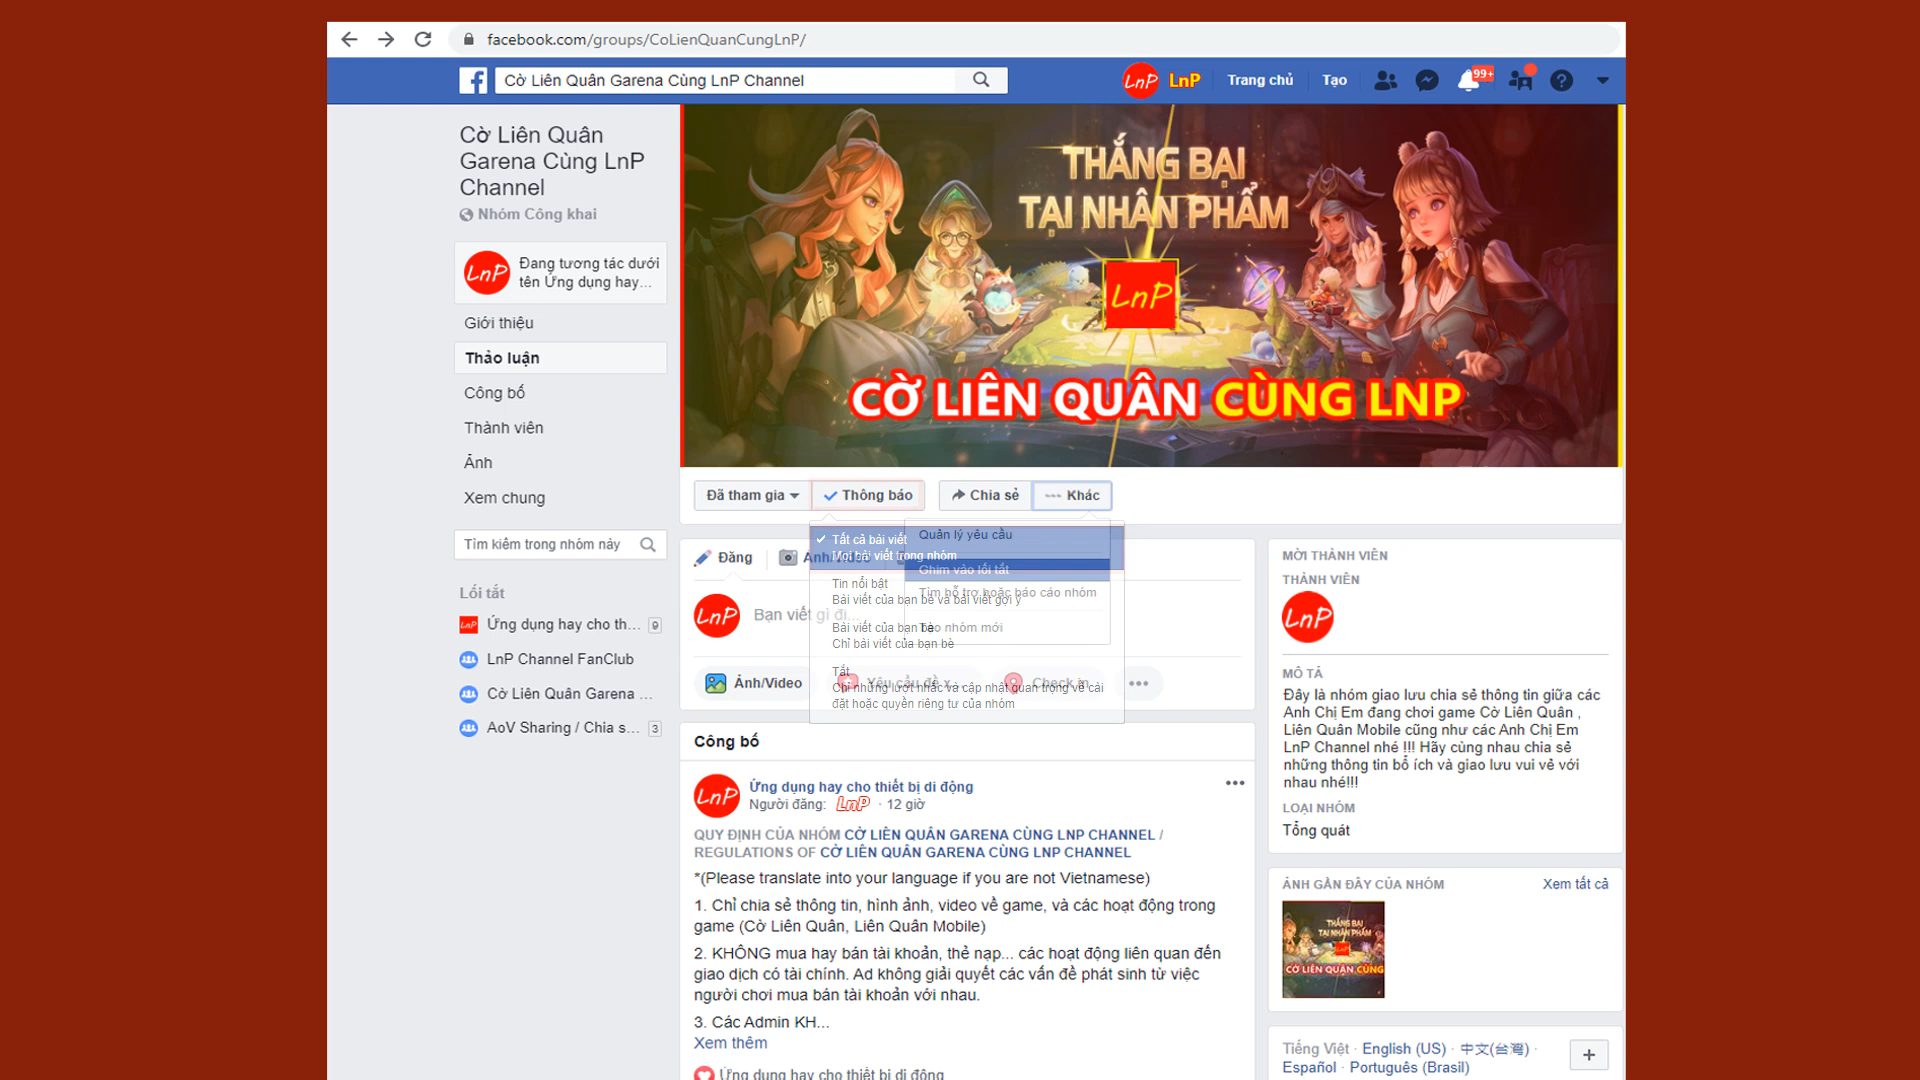 facebook.com/groups/CoLienQuanCungLnP/
Cờ Liên Quân Garena Cùng LnP Channel
LnP
LnP
Trang chủ
Tạo
99+
Cờ Liên Quân
Garena Cùng LnP
Channel
Nhóm Công khai
LnP
Đang tương tác dưới
tên Ứng dụng hay...
Giới thiệu
Thảo luận
Công bố
Thành viên
Ảnh
Xem chung
Tìm kiếm trong nhóm này
Lối tắt
LnP
Ứng dụng hay cho th...
9
LnP Channel FanClub
Cờ Liên Quân Garena ...
AoV Sharing / Chia s...
3
THẮNG BẠI
TẠI NHÂN PHẨM
LnP
CỜ LIÊN QUÂN CÙNG LNP
Đã tham gia
Thông báo
Chia sẻ
Khác
Tất cả bài viết
Mọi bài viết trong nhóm
Tin nổi bật
Bài viết của bạn bè và bài viết gợi ý
Bài viết của bạn bè
Chỉ bài viết của bạn bè
Tắt
Chỉ những lượt nhắc và cập nhật quan trọng về cài
đặt hoặc quyền riêng tư của nhóm
Quản lý yêu cầu
Ghim vào lối tắt
Tìm hỗ trợ hoặc báo cáo nhóm
Tạo nhóm mới
Đăng
Ảnh/Video
LnP
Bạn viết gì đi...
Ảnh/Video
Yêu cầu đề x...
Check in
Công bố
LnP
Ứng dụng hay cho thiết bị di động
Người đăng: LnP · 12 giờ
QUY ĐỊNH CỦA NHÓM CỜ LIÊN QUÂN GARENA CÙNG LNP CHANNEL /
REGULATIONS OF CỜ LIÊN QUÂN GARENA CÙNG LNP CHANNEL
*(Please translate into your language if you are not Vietnamese)
1. Chỉ chia sẻ thông tin, hình ảnh, video về game, và các hoạt động trong
game (Cờ Liên Quân, Liên Quân Mobile)
2. KHÔNG mua hay bán tài khoản, thẻ nạp... các hoạt động liên quan đến
giao dịch có tài chính. Ad không giải quyết các vấn đề phát sinh từ việc
người chơi mua bán tài khoản với nhau.
3. Các Admin KH...
Xem thêm
Ứng dụng hay cho thiết bị di động
MỜI THÀNH VIÊN
THÀNH VIÊN
LnP
MÔ TẢ
Đây là nhóm giao lưu chia sẻ thông tin giữa các
Anh Chị Em đang chơi game Cờ Liên Quân ,
Liên Quân Mobile cũng như các Anh Chị Em
LnP Channel nhé !!! Hãy cùng nhau chia sẻ
những thông tin bổ ích và giao lưu vui vẻ với
nhau nhé!!!
LOẠI NHÓM
Tổng quát
ẢNH GẦN ĐÂY CỦA NHÓM
Xem tất cả
THẮNG BẠI
TẠI NHÂN PHẨM
CỜ LIÊN QUÂN CÙNG
Tiếng Việt · English (US) · 中文(台灣) ·
Español · Português (Brasil)